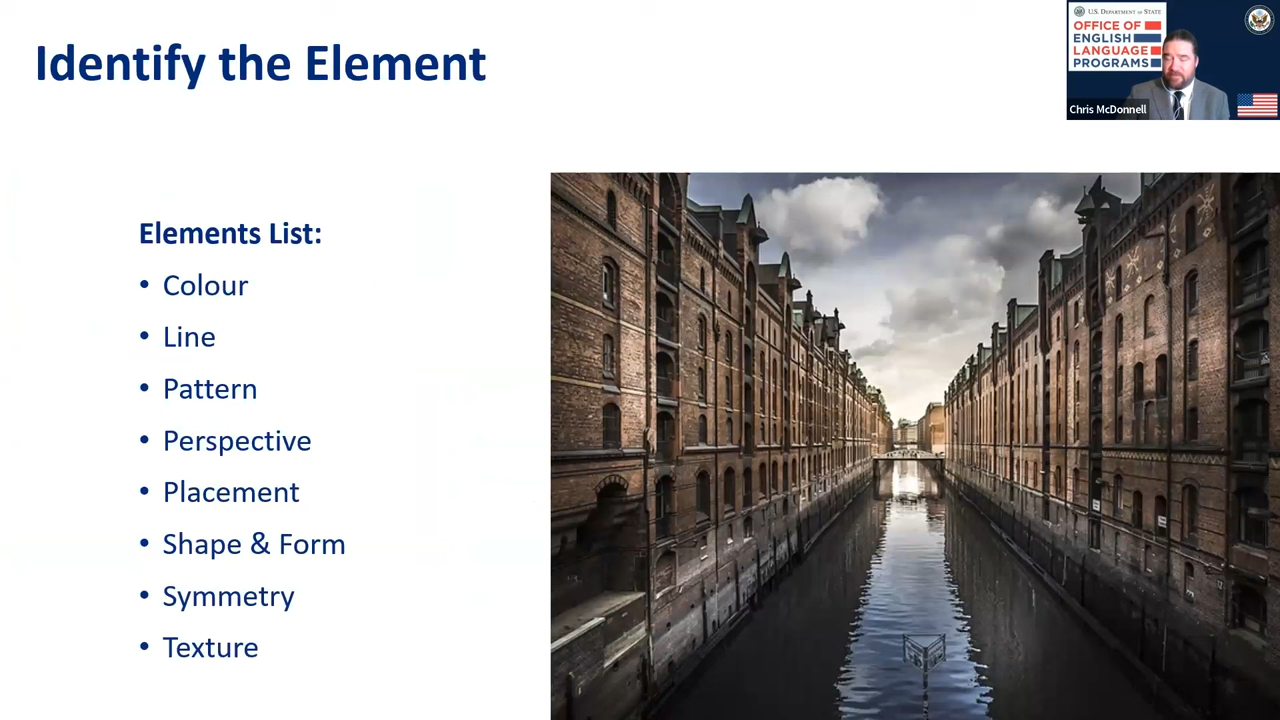 Identify the Element
U.S. DEPARTMENT OF STATE
OFFICE OF
ENGLISH
LANGUAGE
PROGRAMS
Chris McDonnell
Elements List:
• Colour
• Line
• Pattern
• Perspective
• Placement
• Shape & Form
• Symmetry
• Texture